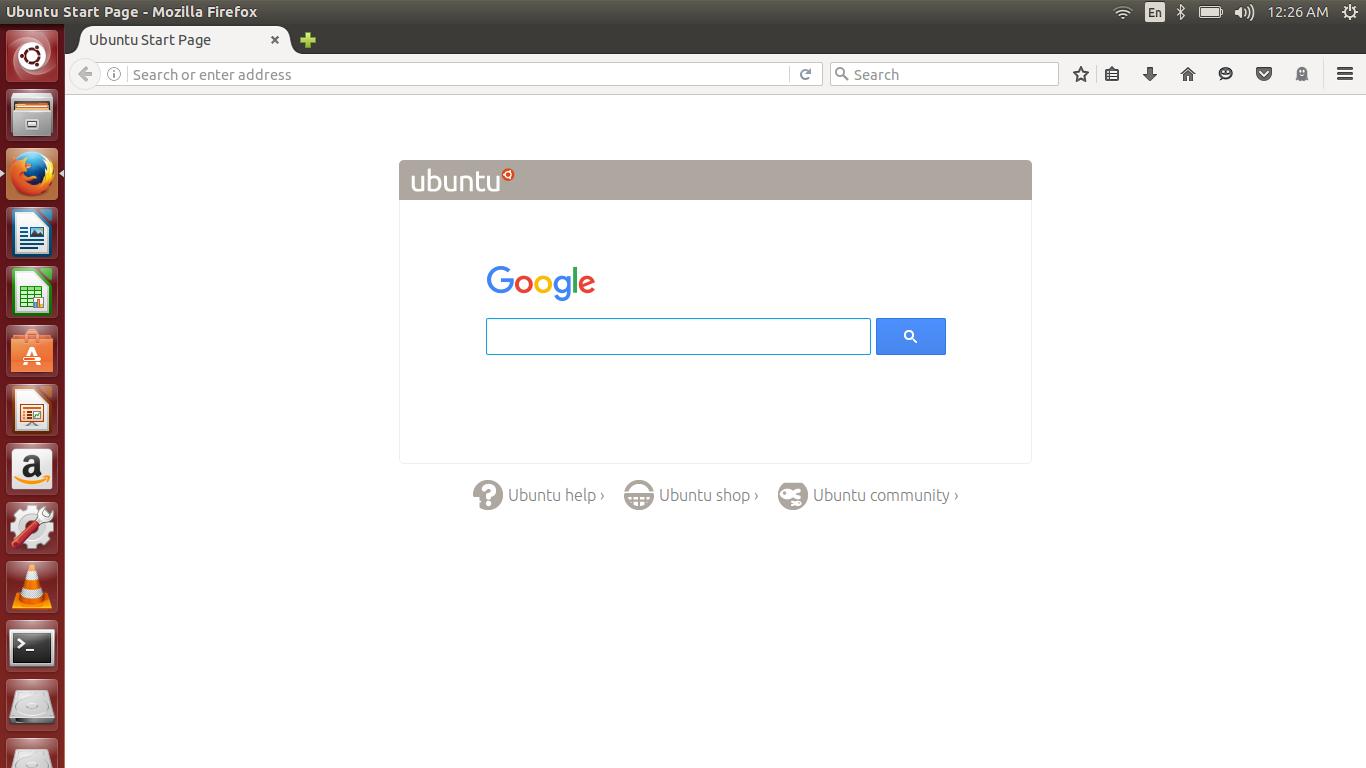 Ubuntu Start Page - Mozilla Firefox
En
12:26 AM
Ubuntu Start Page
Search or enter address
Search
ubuntu
Google
Ubuntu help ›
Ubuntu shop ›
Ubuntu community ›
A
a
>_